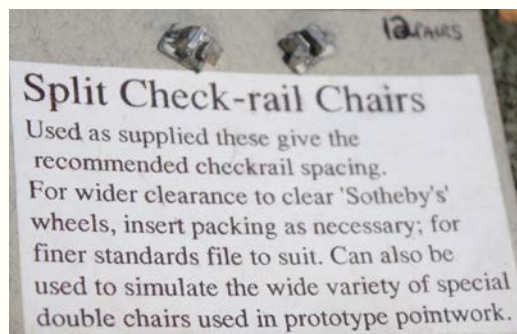 12 PAIRS
Split Check-rail Chairs
Used as supplied these give the
recommended checkrail spacing.
For wider clearance to clear 'Sotheby's'
wheels, insert packing as necessary; for
finer standards file to suit. Can also be
used to simulate the wide variety of special
double chairs used in prototype pointwork.